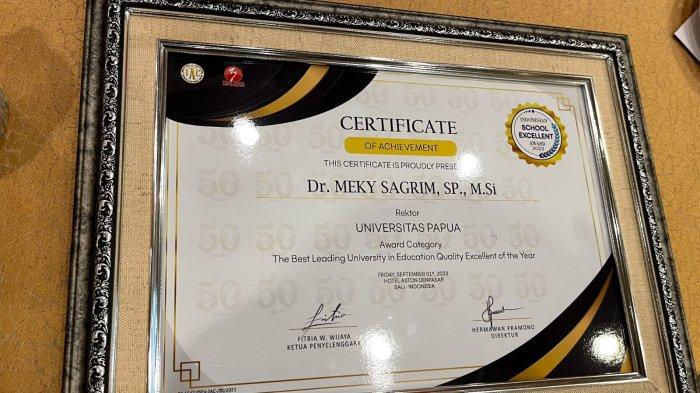 CERTIFICATE
OF ACHIEVEMENT
THIS CERTIFICATE IS PROUDLY PRESE
Dr. MEKY SAGRIM, SP., M.Si
Rektor
UNIVERSITAS PAPUA
Award Category
The Best Leading University in Education Quality Excellent of the Year
FRIDAY, SEPTEMBER 01st, 2023
HOTEL ASTON DENPASAR
BALI - INDONESIA
FITRIA W. WIJAYA
KETUA PENYELENGGARA
HERMAWAN PRAMONO
DIREKTUR
INDONESIAN
SCHOOL
EXCELLENT
AWARD
2023